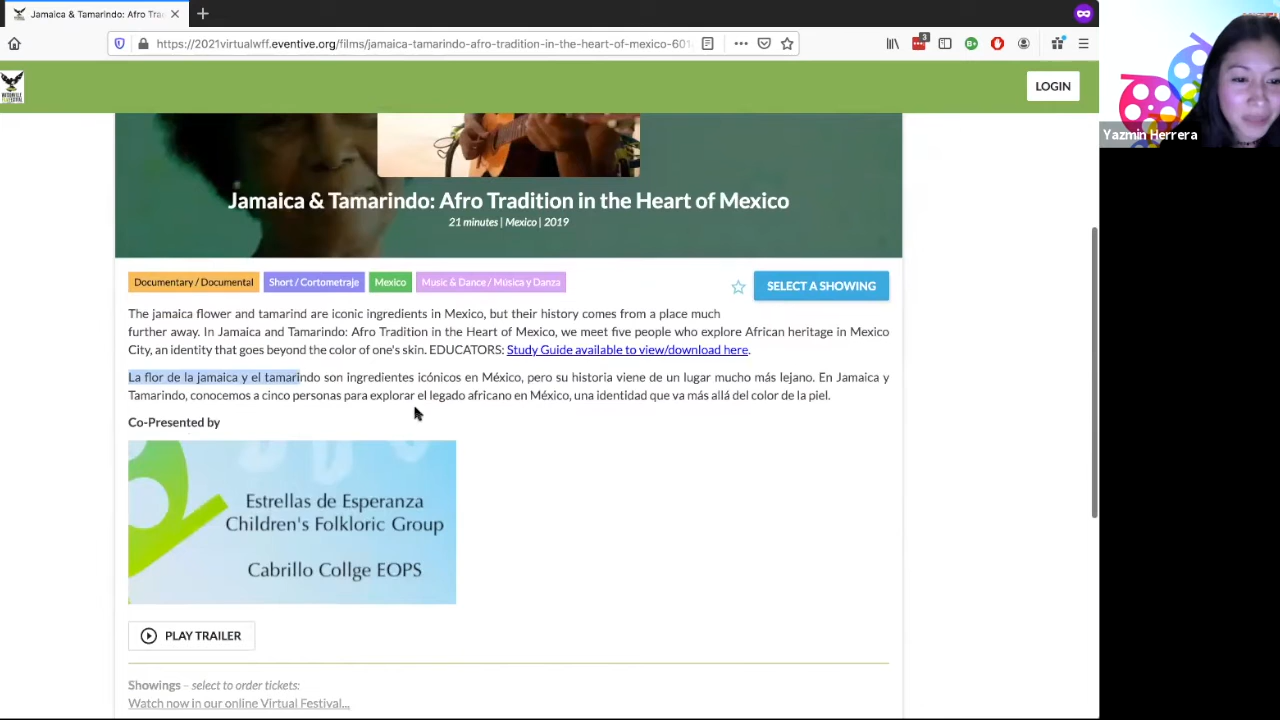 Jamaica & Tamarindo: Afro Tra
https://2021virtualwff.eventive.org/films/jamaica-tamarindo-afro-tradition-in-the-heart-of-mexico-601
3
LOGIN
Yazmin Herrera
Jamaica & Tamarindo: Afro Tradition in the Heart of Mexico
21 minutes | Mexico | 2019
Documentary / Documental Short / Cortometraje Mexico Music & Dance / Música y Danza
SELECT A SHOWING
The jamaica flower and tamarind are iconic ingredients in Mexico, but their history comes from a place much
further away. In Jamaica and Tamarindo: Afro Tradition in the Heart of Mexico, we meet five people who explore African heritage in Mexico
City, an identity that goes beyond the color of one's skin. EDUCATORS: Study Guide available to view/download here.
La flor de la jamaica y el tamarindo son ingredientes icónicos en México, pero su historia viene de un lugar mucho más lejano. En Jamaica y
Tamarindo, conocemos a cinco personas para explorar el legado africano en México, una identidad que va más allá del color de la piel.
Co-Presented by
Estrellas de Esperanza
Children's Folkloric Group
Cabrillo Collge EOPS
PLAY TRAILER
Showings – select to order tickets:
Watch now in our online Virtual Festival...